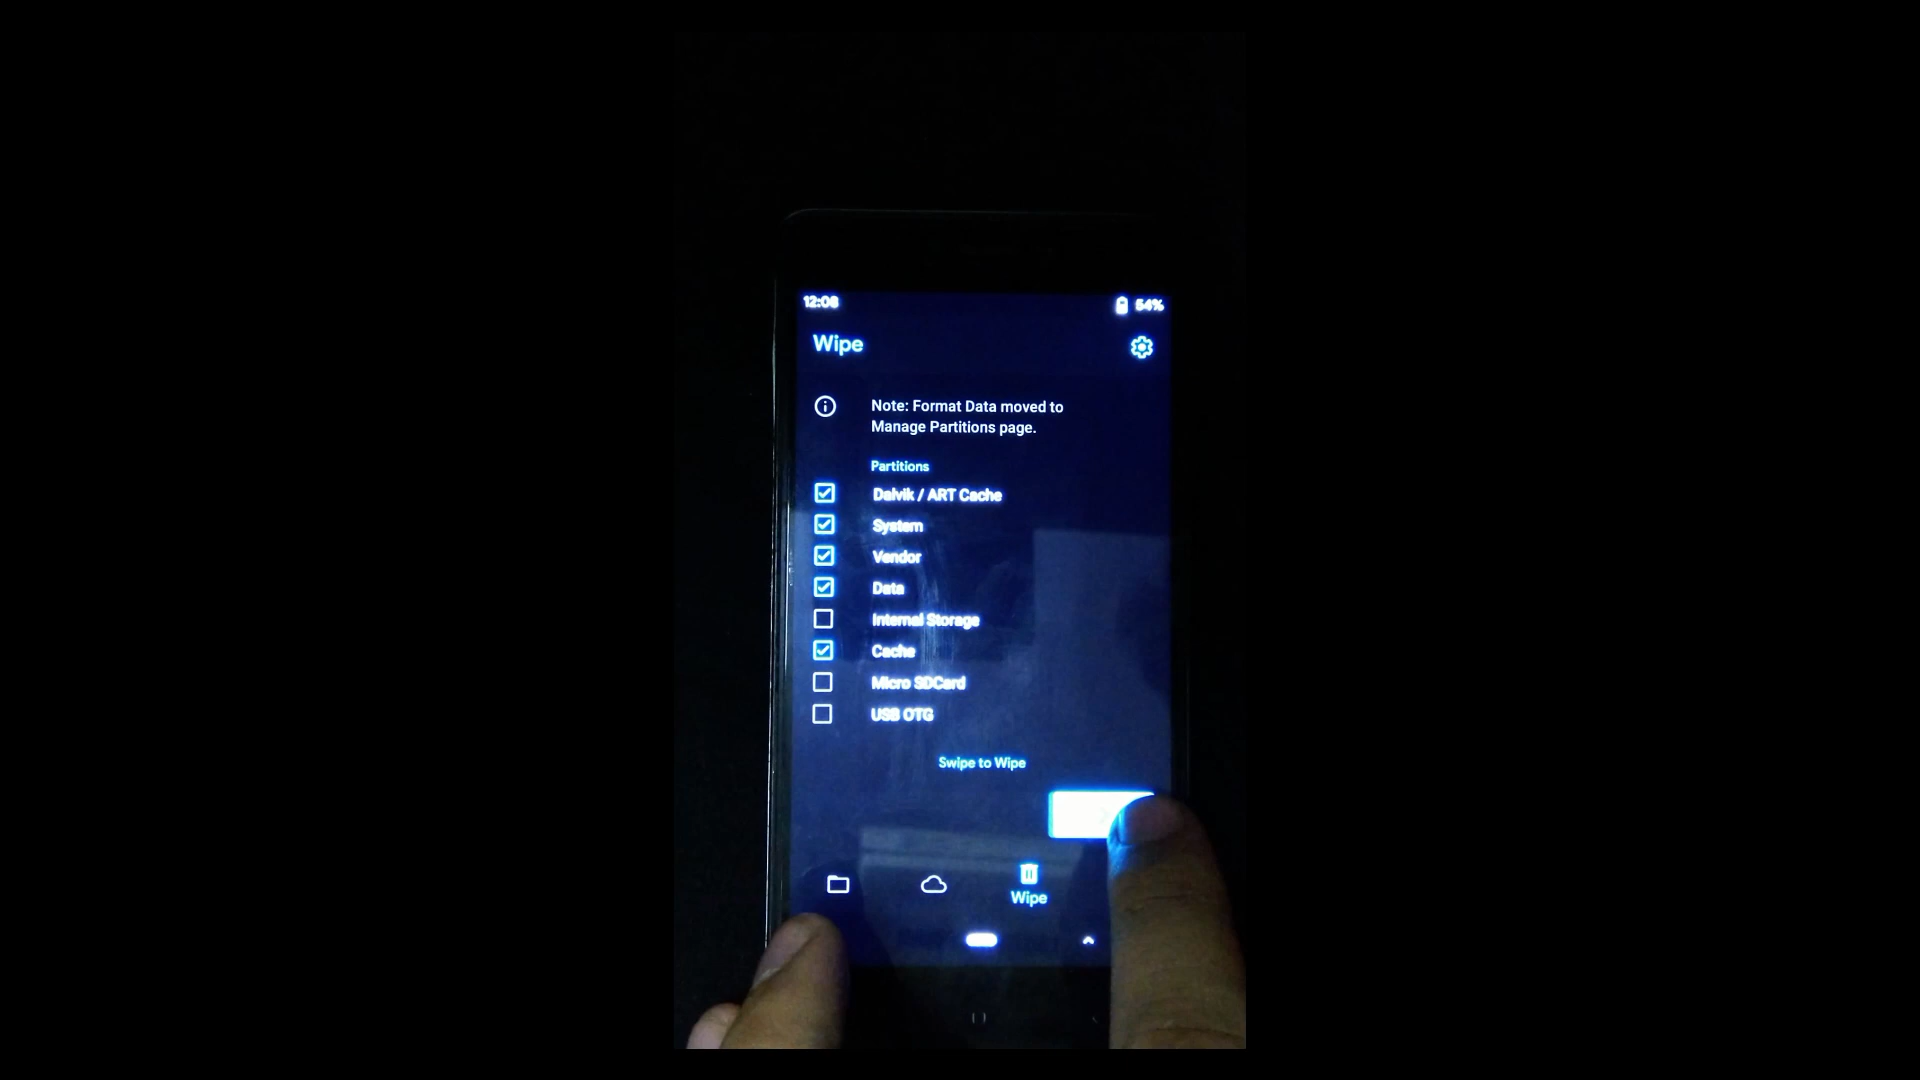 12:08
54%
Wipe
Note: Format Data moved to
Manage Partitions page.
Partitions
Dalvik / ART Cache
System
Vendor
Data
Internal Storage
Cache
Micro SDCard
USB OTG
Swipe to Wipe
Wipe